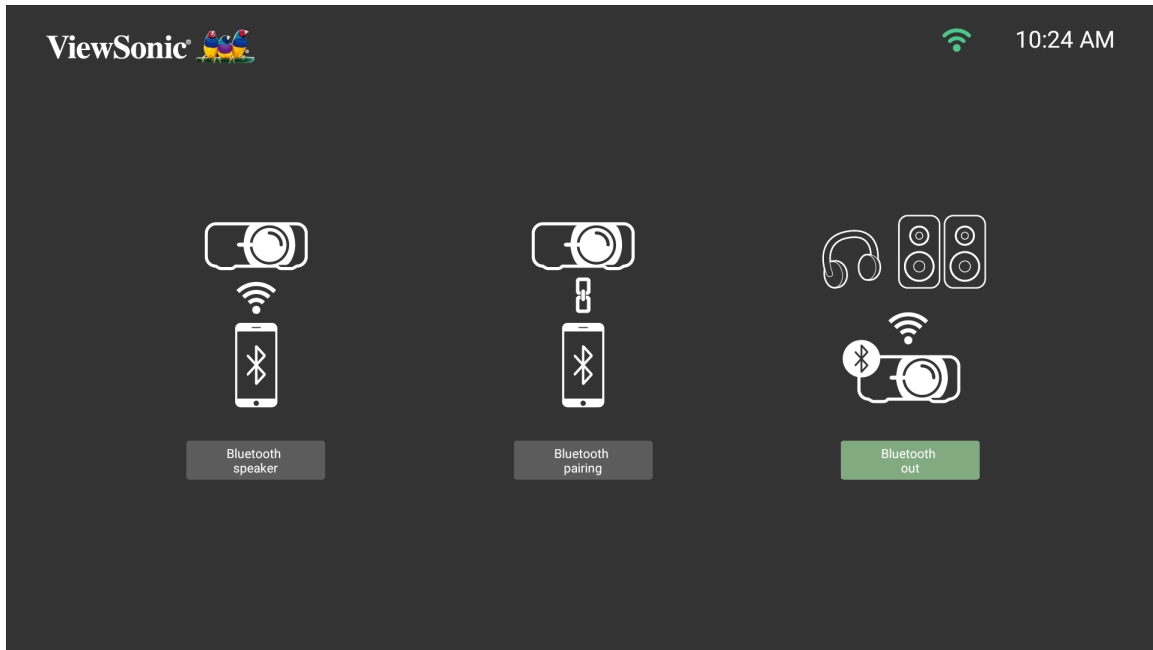 ViewSonic®
10:24 AM
Bluetooth
speaker
Bluetooth
pairing
Bluetooth
out